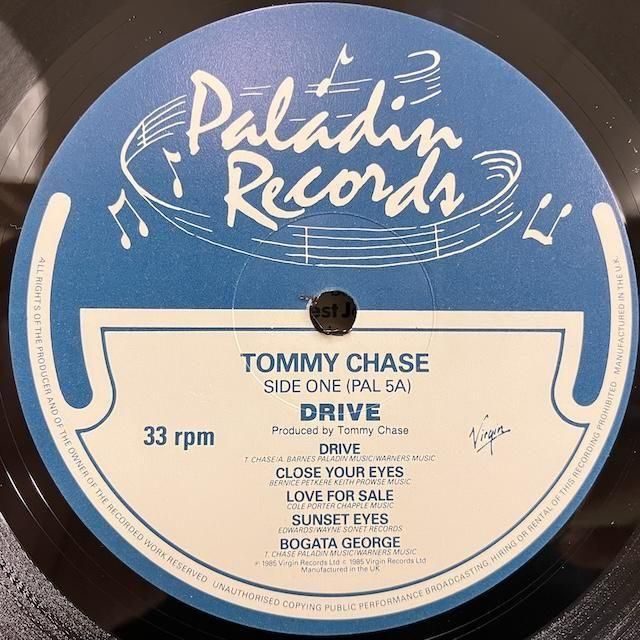 Paladin
Records
TOMMY CHASE
SIDE ONE (PAL 5A)
DRIVE
Produced by Tommy Chase
33 rpm
Virgin
DRIVE
T. CHASE/A. BARNES PALADIN MUSIC/WARNERS MUSIC
CLOSE YOUR EYES
BERNICE PETKERE KEITH PROWSE MUSIC
LOVE FOR SALE
COLE PORTER CHAPPLE MUSIC
SUNSET EYES
EDWARDS/WAYNE SONET RECORDS
BOGATA GEORGE
T. CHASE PALADIN MUSIC/WARNERS MUSIC
℗ 1985 Virgin Records Ltd © 1985 Virgin Records Ltd
Manufactured in the UK
ALL RIGHTS OF THE PRODUCER AND OF THE OWNER OF THE RECORDED WORK RESERVED. UNAUTHORISED COPYING PUBLIC PERFORMANCE BROADCASTING, HIRING OR RENTAL OF THIS RECORDING PROHIBITED. MANUFACTURED IN THE U.K.